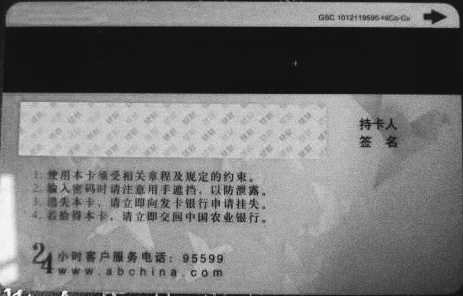 GSC 1012119595-HiCo-Cu
持卡人
签 名
1. 使用本卡须受相关章程及规定的约束。
2. 输入密码时请注意用手遮挡，以防泄露。
3. 遗失本卡，请立即向发卡银行申请挂失。
4. 若拾得本卡，请立即交回中国农业银行。
24小时客户服务电话：95599
www.abchina.com